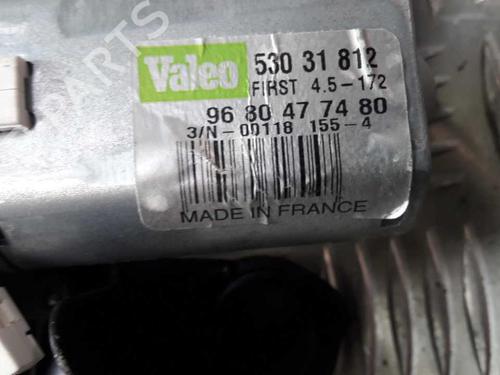 Valeo 530 31 812
FIRST 4.5-172
96 80 47 74 80
3/N-00118 155-4
MADE IN FRANCE
PARTS